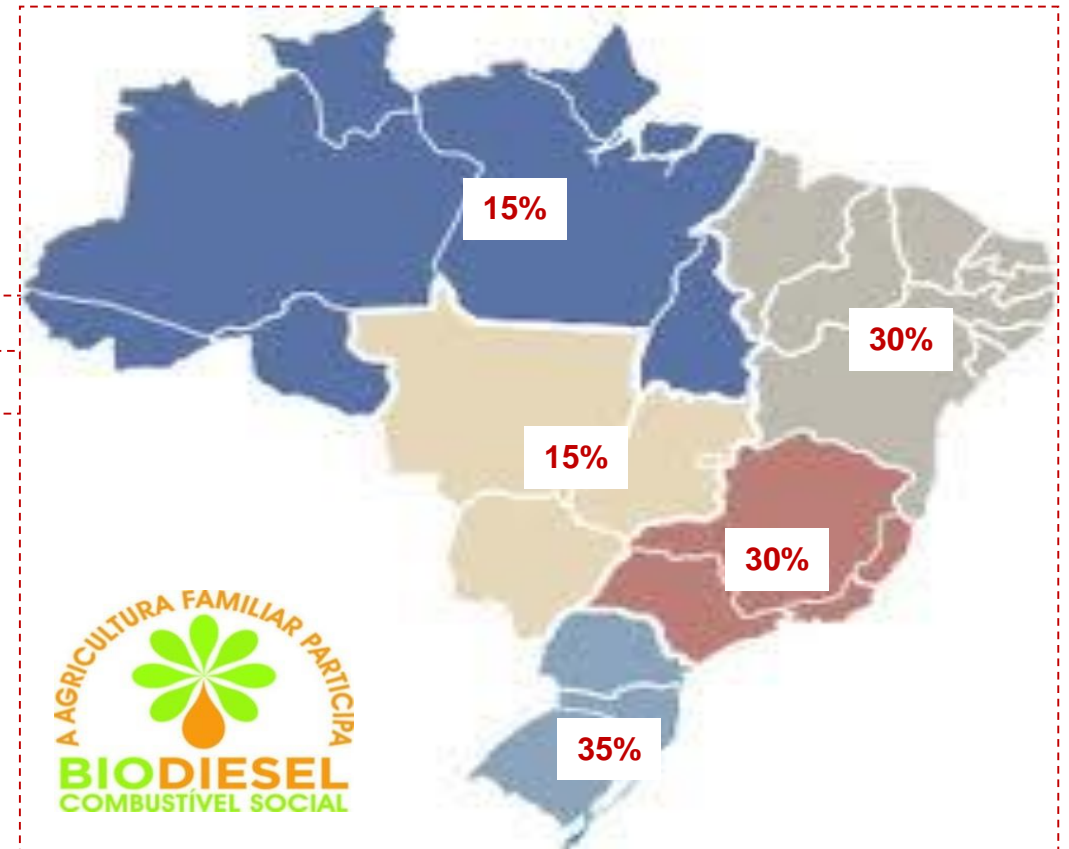 15%
30%
15%
30%
35%
A AGRICULTURA FAMILIAR PARTICIPA
BIODIESEL
COMBUSTÍVEL SOCIAL